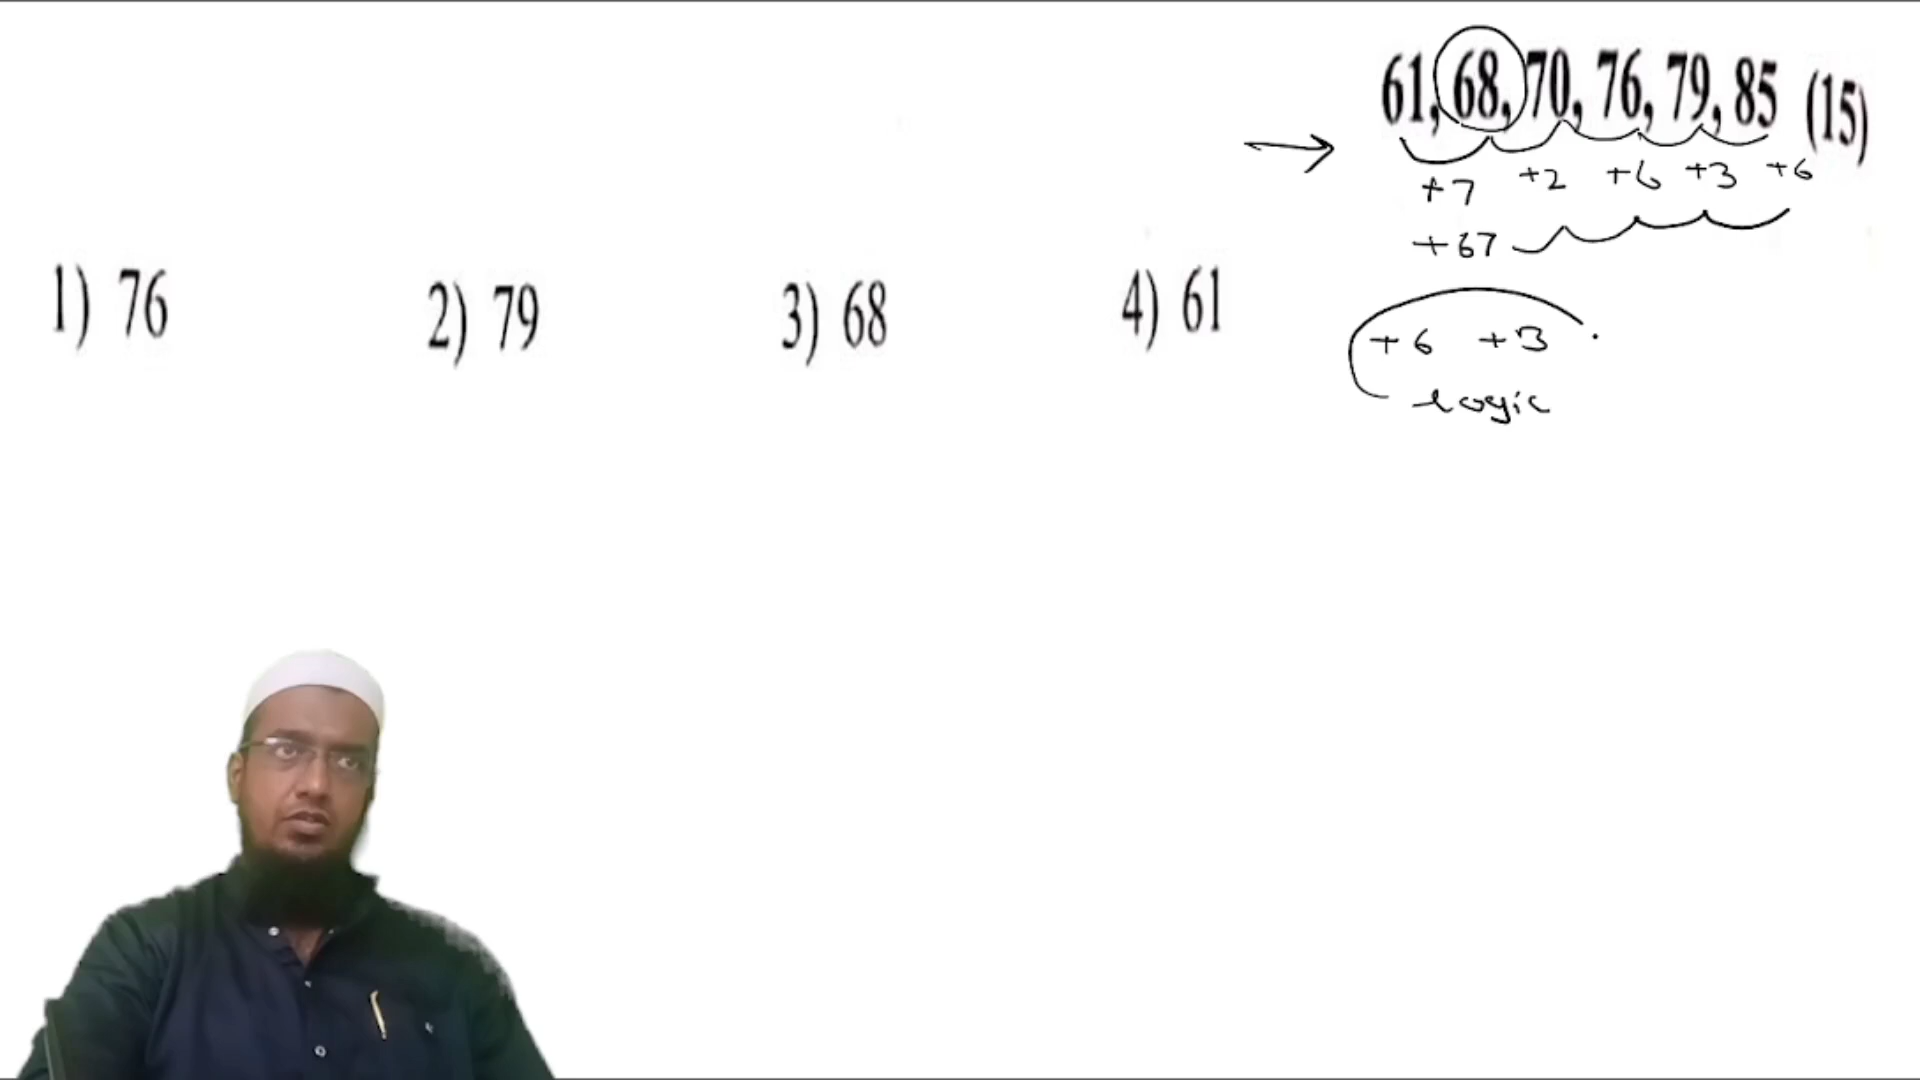 61, 68, 70, 76, 79, 85 (15)
+7 +2 +6 +3 +6
+67
1) 76 2) 79 3) 68 4) 61
+6 +3
logic